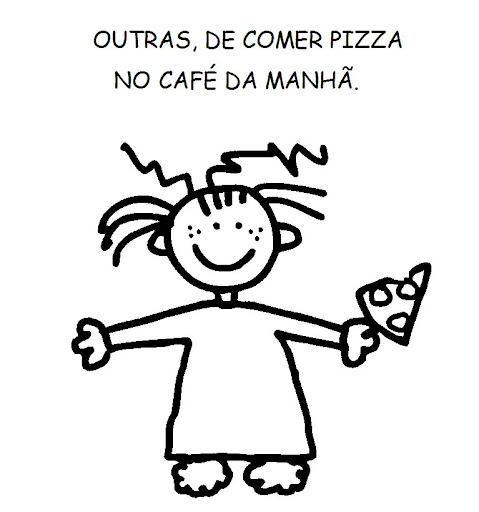 OUTRAS, DE COMER PIZZA
NO CAFÉ DA MANHÃ.